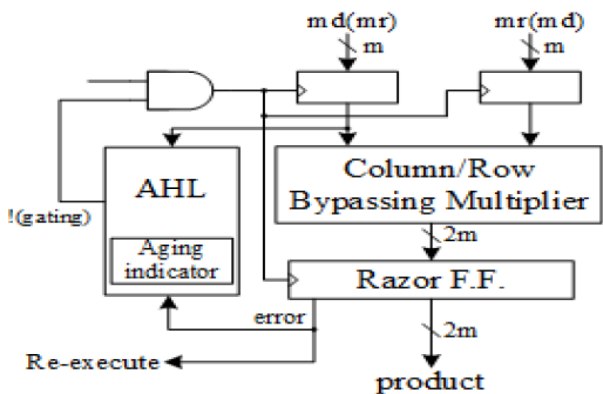 md(mr)
mr(md)
m
m
AHL
Column/Row
Bypassing Multiplier
!(gating)
Aging
indicator
2m
Razor F.F.
error
2m
Re-execute
product